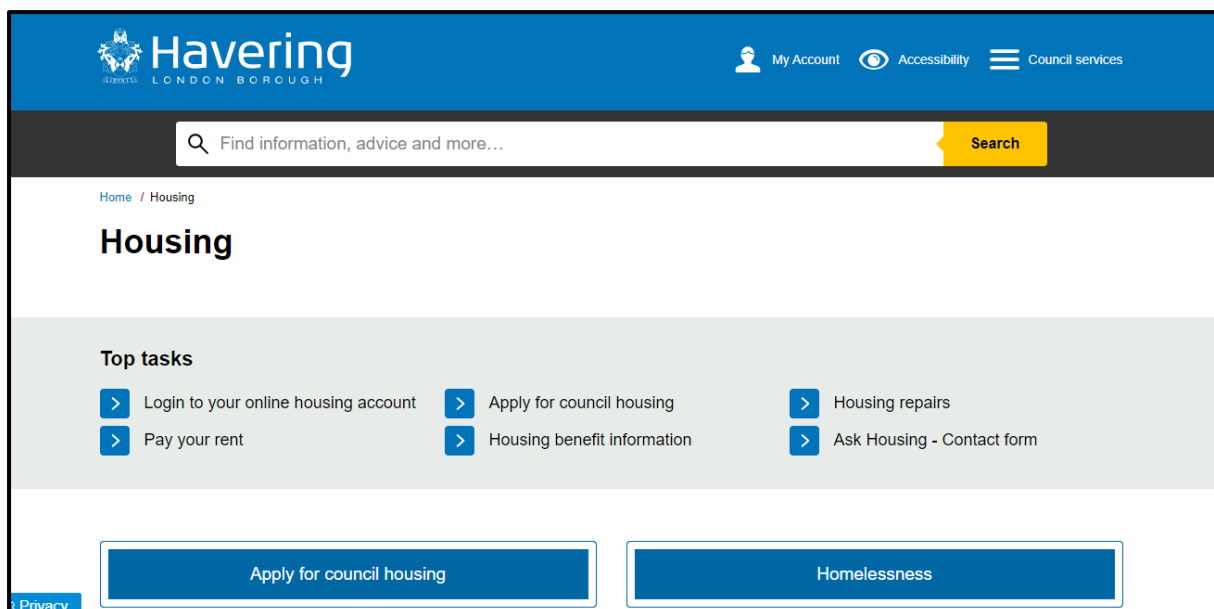 Havering
LONDON BOROUGH
My Account Accessibility Council services
Find information, advice and more…
Search
Home / Housing
Housing
Top tasks
Login to your online housing account Apply for council housing Housing repairs
Pay your rent Housing benefit information Ask Housing - Contact form
Apply for council housing Homelessness
Privacy